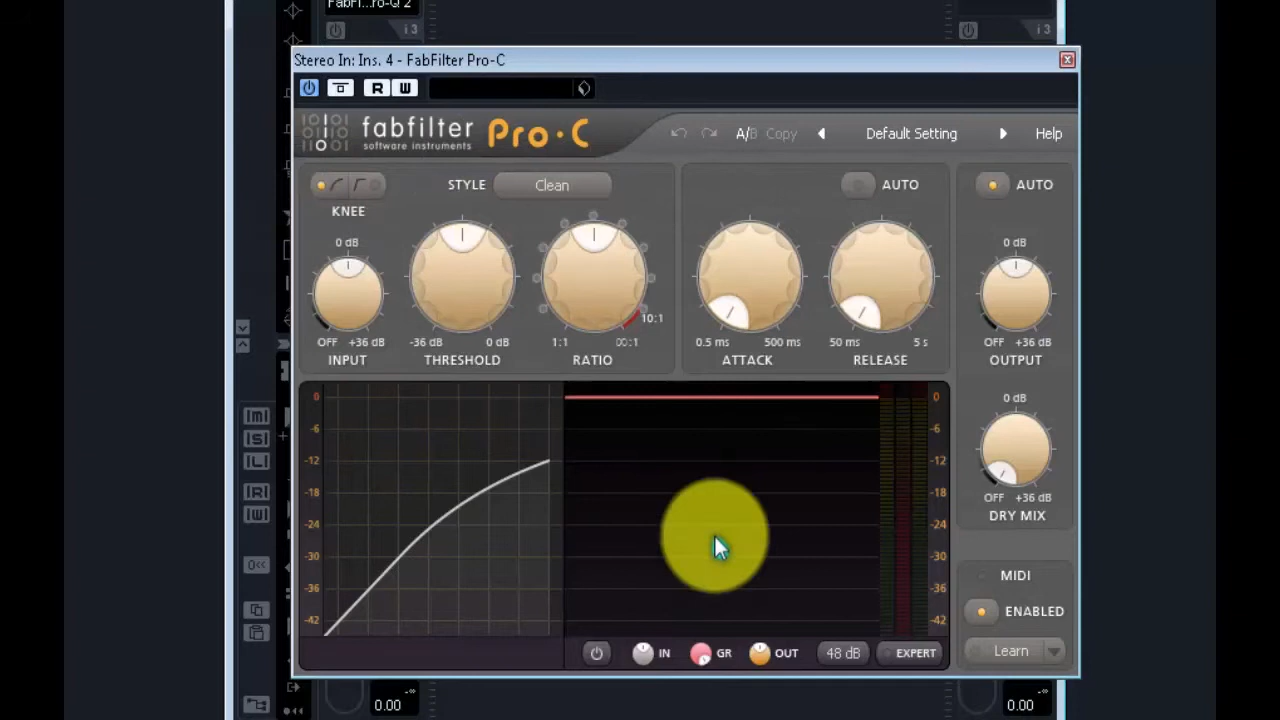 FabFi...ro-Q 2
i 3
i 3
Stereo In: Ins. 4 - FabFilter Pro-C
R W
fabfilter
software instruments
Pro·C
A/B Copy
Default Setting
Help
KNEE
STYLE Clean
AUTO
AUTO
0 dB
OFF +36 dB
INPUT
-36 dB 0 dB
THRESHOLD
10:1
1:1 ∞:1
RATIO
0.5 ms 500 ms
ATTACK
50 ms 5 s
RELEASE
0 dB
OFF +36 dB
OUTPUT
0 dB
OFF +36 dB
DRY MIX
0 0
-6 -6
-12 -12
-18 -18
-24 -24
-30 -30
-36 -36
-42 -42
M
S
L
R
W
MIDI
ENABLED
Learn
IN GR OUT 48 dB EXPERT
0.00 -∞
0.00 -∞